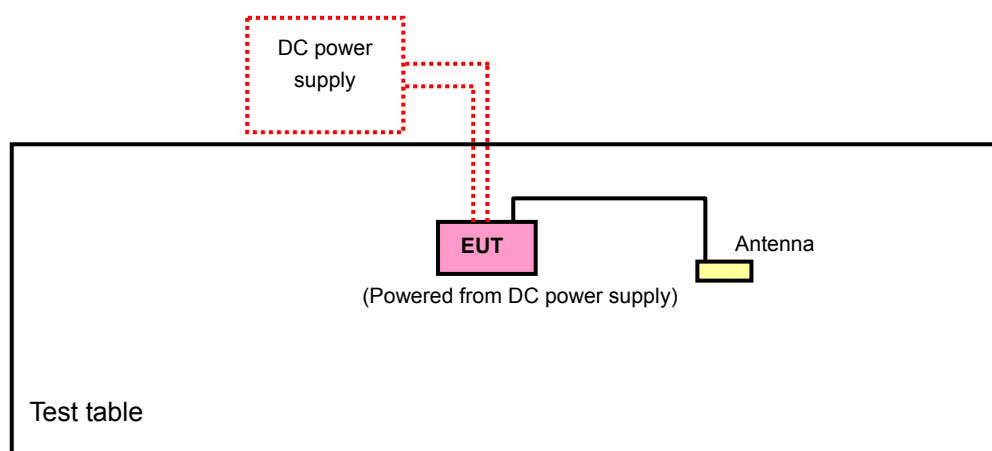 DC power
supply
EUT
Antenna
(Powered from DC power supply)
Test table